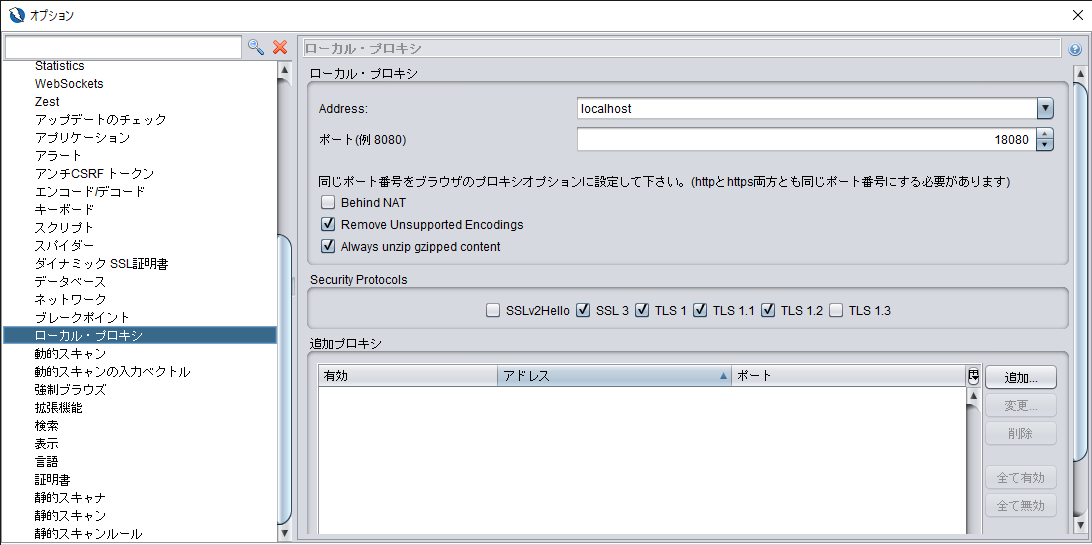 オプション
Statistics
WebSockets
Zest
アップデートのチェック
アプリケーション
アラート
アンチCSRF トークン
エンコード/デコード
キーボード
スクリプト
スパイダー
ダイナミック SSL証明書
データベース
ネットワーク
ブレークポイント
ローカル・プロキシ
動的スキャン
動的スキャンの入力ベクトル
強制ブラウズ
拡張機能
検索
表示
言語
証明書
静的スキャナ
静的スキャン
静的スキャンルール
ローカル・プロキシ
ローカル・プロキシ
Address:
localhost
ポート(例 8080)
18080
同じポート番号をブラウザのプロキシオプションに設定して下さい。(httpとhttps両方とも同じポート番号にする必要があります)
Behind NAT
Remove Unsupported Encodings
Always unzip gzipped content
Security Protocols
SSLv2Hello SSL 3 TLS 1 TLS 1.1 TLS 1.2 TLS 1.3
追加プロキシ
有効 アドレス ポート
追加...
変更...
削除
全て有効
全て無効